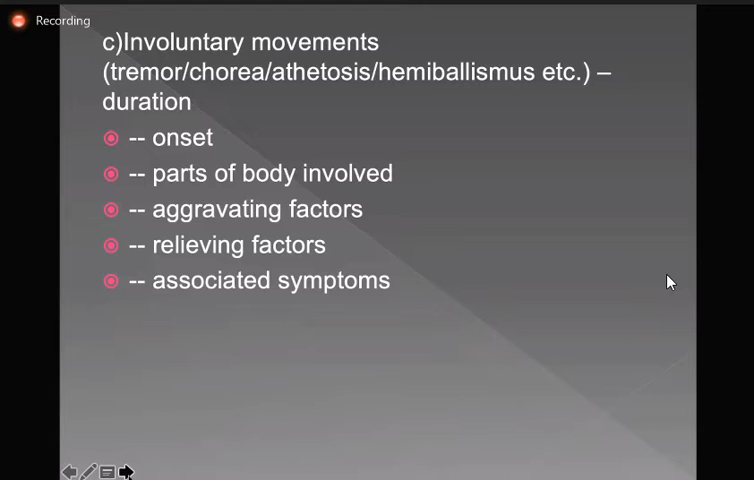 Recording
c)Involuntary movements
(tremor/chorea/athetosis/hemiballismus etc.) –
duration
-- onset
-- parts of body involved
-- aggravating factors
-- relieving factors
-- associated symptoms